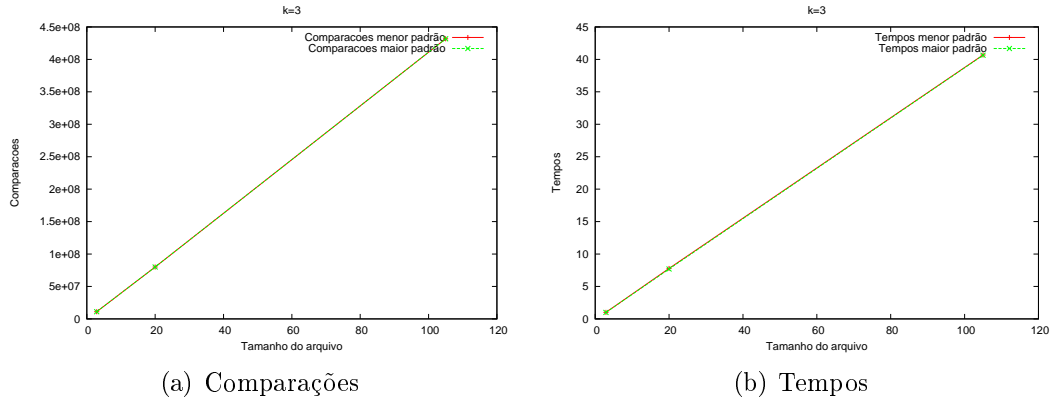 k=3
4.5e+08
4e+08
3.5e+08
3e+08
2.5e+08
2e+08
1.5e+08
1e+08
5e+07
0
Comparacoes
Comparacoes menor padrão
Comparacoes maior padrão
0 20 40 60 80 100 120
Tamanho do arquivo
(a) Comparações
k=3
45
40
35
30
25
20
15
10
5
0
Tempos
Tempos menor padrão
Tempos maior padrão
0 20 40 60 80 100 120
Tamanho do arquivo
(b) Tempos